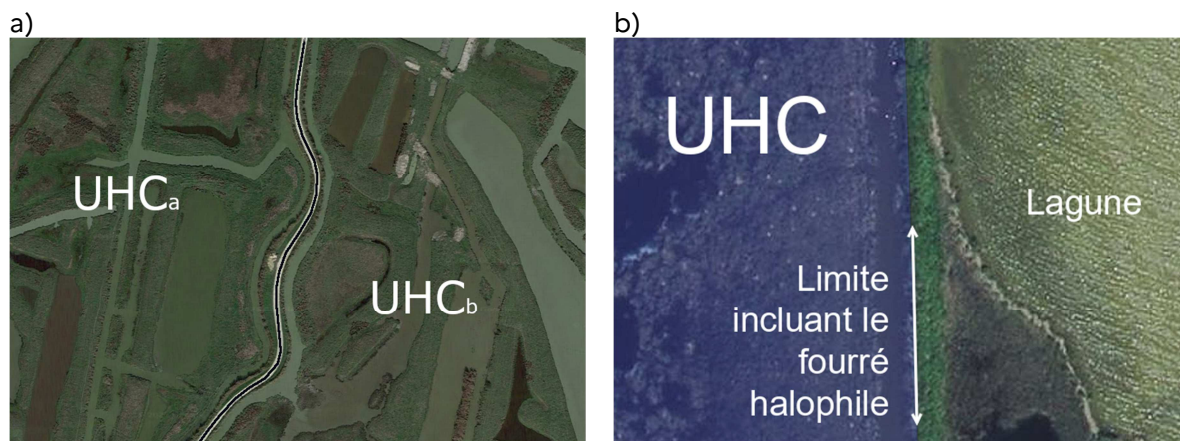 a)
b)
UHCa
UHCb
UHC
Lagune
Limite
incluant le
fourré
halophile